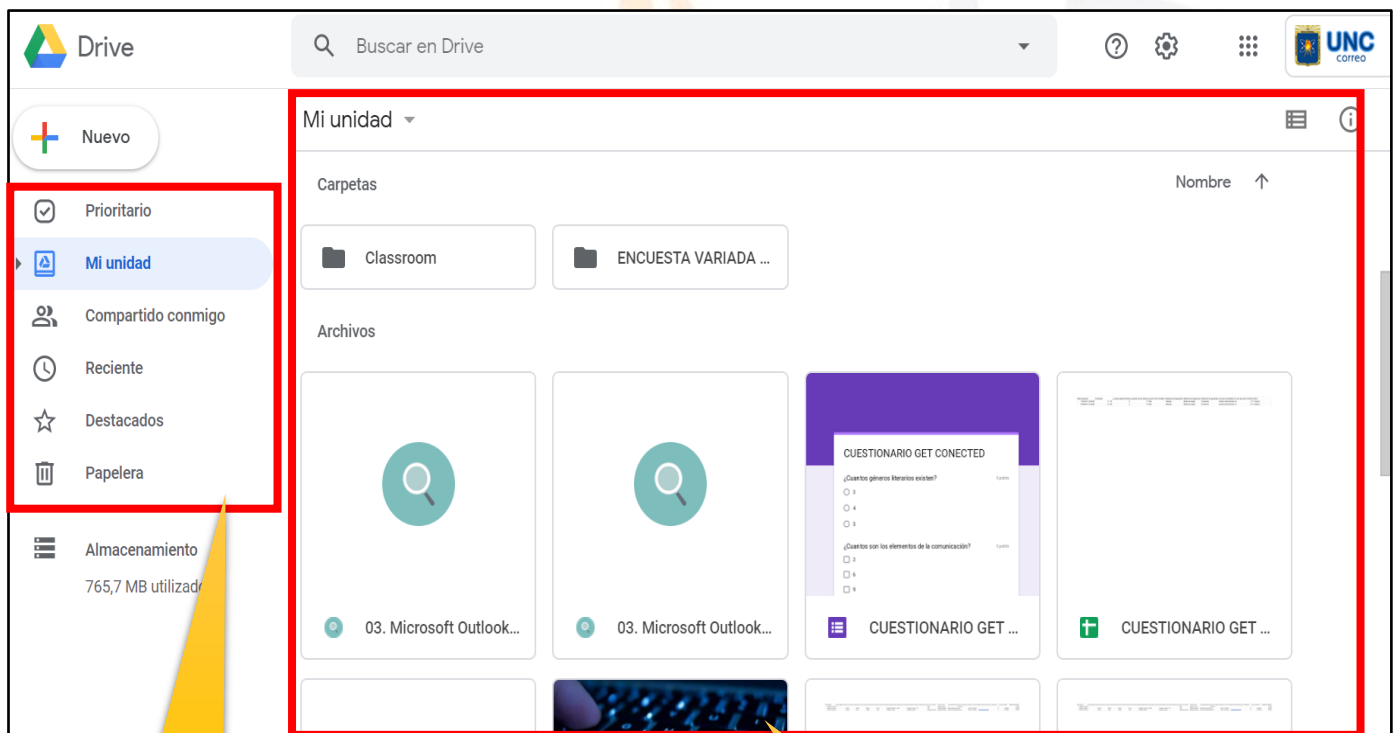 Drive
Buscar en Drive
UNC
correo
Nuevo
Mi unidad
Carpetas
Nombre
Prioritario
Mi unidad
Classroom
ENCUESTA VARIADA ...
Compartido conmigo
Archivos
Reciente
Destacados
Papelera
CUESTIONARIO GET CONECTED
¿Cuantos géneros literarios existen?
¿Cuantos son los elementos de la comunicación?
Almacenamiento
765,7 MB
03. Microsoft Outlook...
03. Microsoft Outlook...
CUESTIONARIO GET ...
CUESTIONARIO GET ...